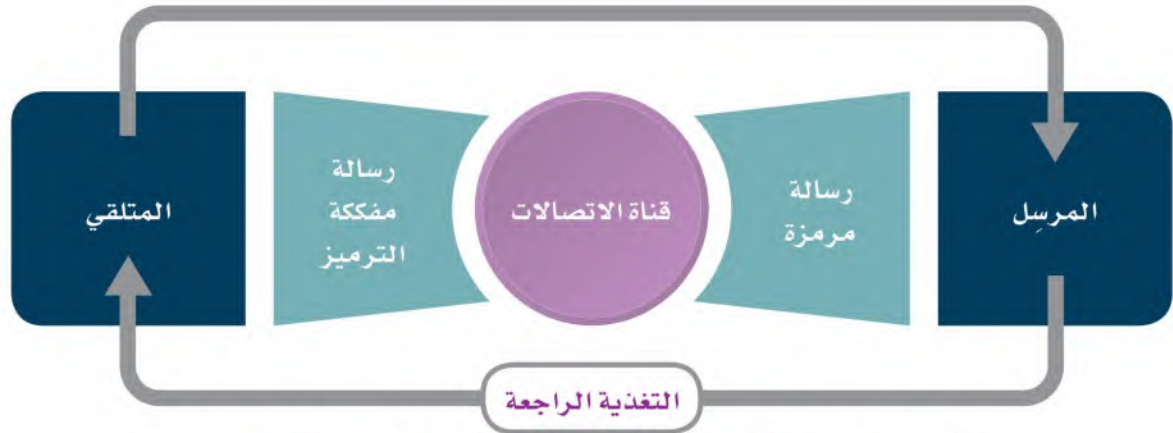 المرسِل
رسالة
مرمزة
قناة الاتصالات
رسالة
مفككة
الترميز
المتلقي
التغذية الراجعة